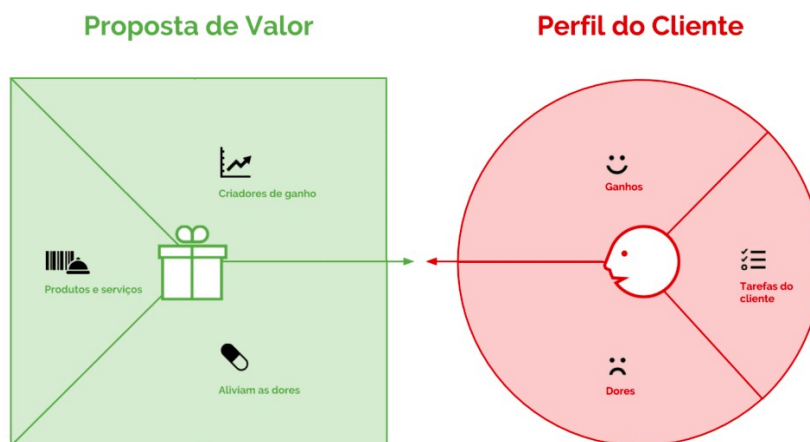 Proposta de Valor
Perfil do Cliente
Criadores de ganho
Produtos e serviços
Aliviam as dores
Ganhos
Tarefas do
cliente
Dores